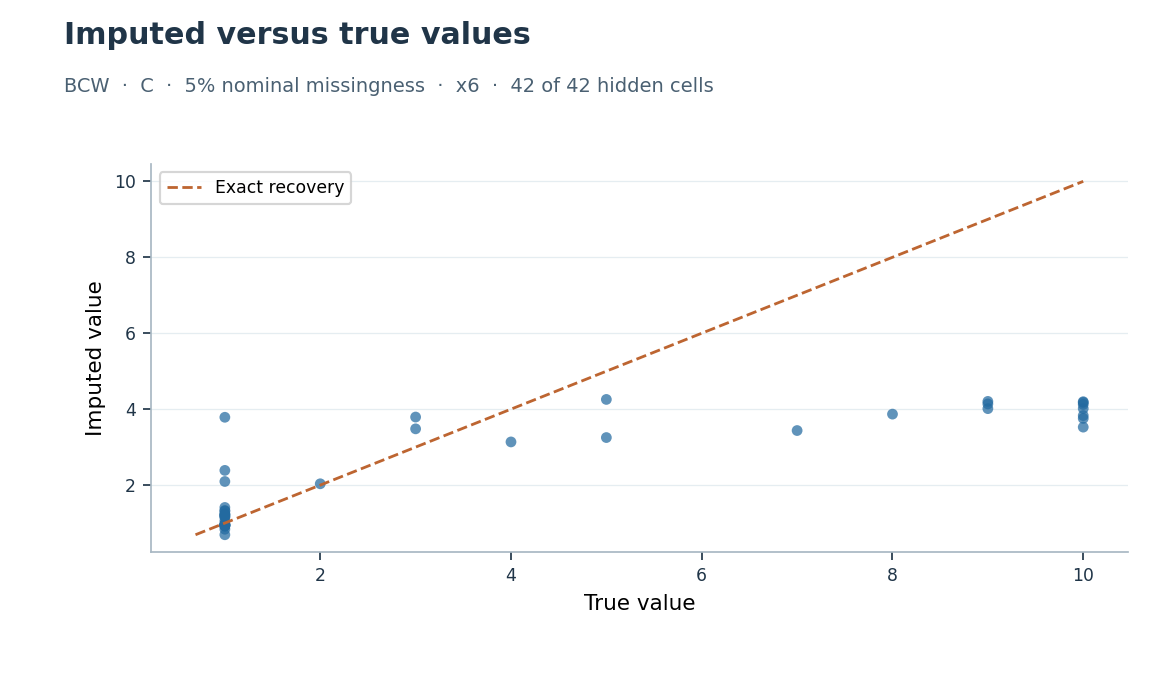 Imputed versus true values
BCW · C · 5% nominal missingness · x6 · 42 of 42 hidden cells
Exact recovery
10
8
6
4
2
Imputed value
2
4
6
8
10
True value